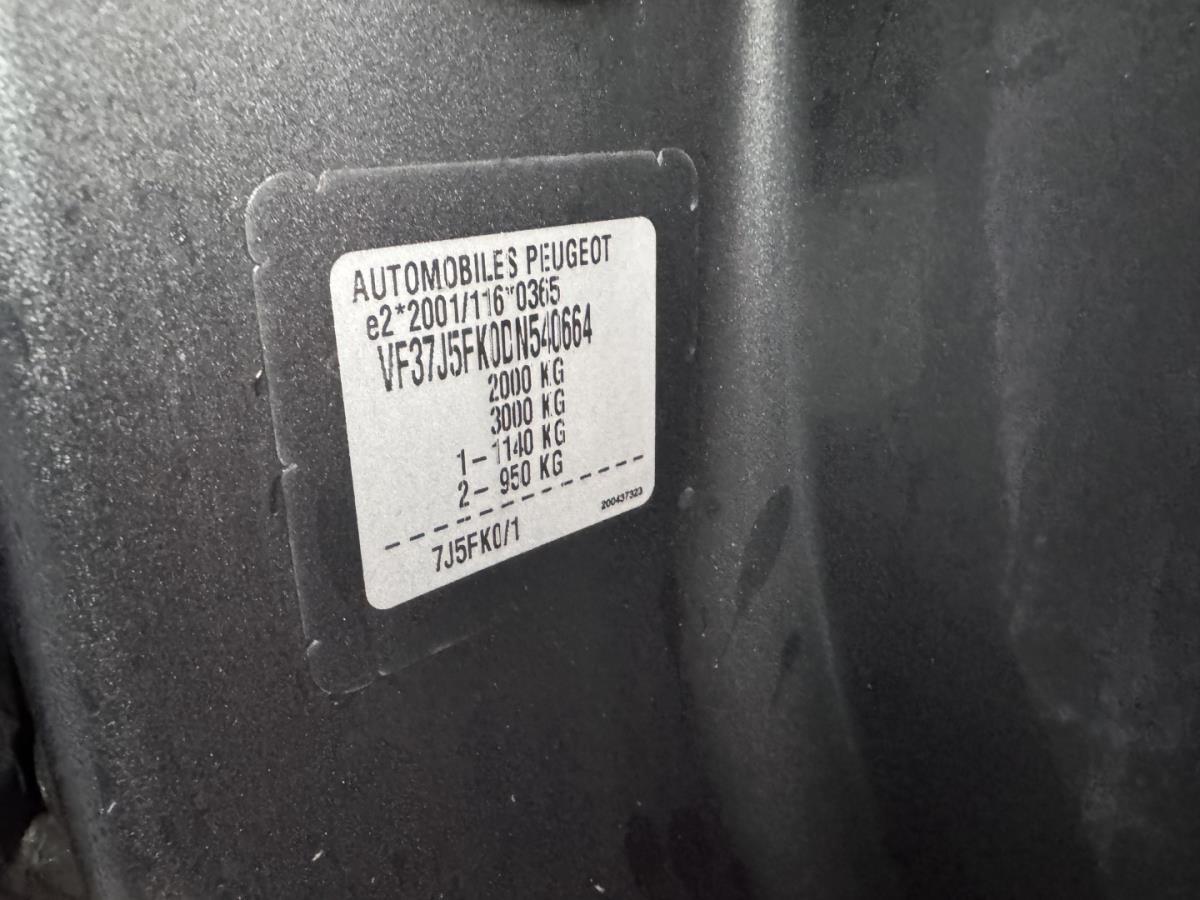 AUTOMOBILES PEUGEOT
e2*2001/116*0365
VF37J5FK0DN540664
2000 KG
3000 KG
1- 1140 KG
2- 950 KG
200437323
7J5FK0/1